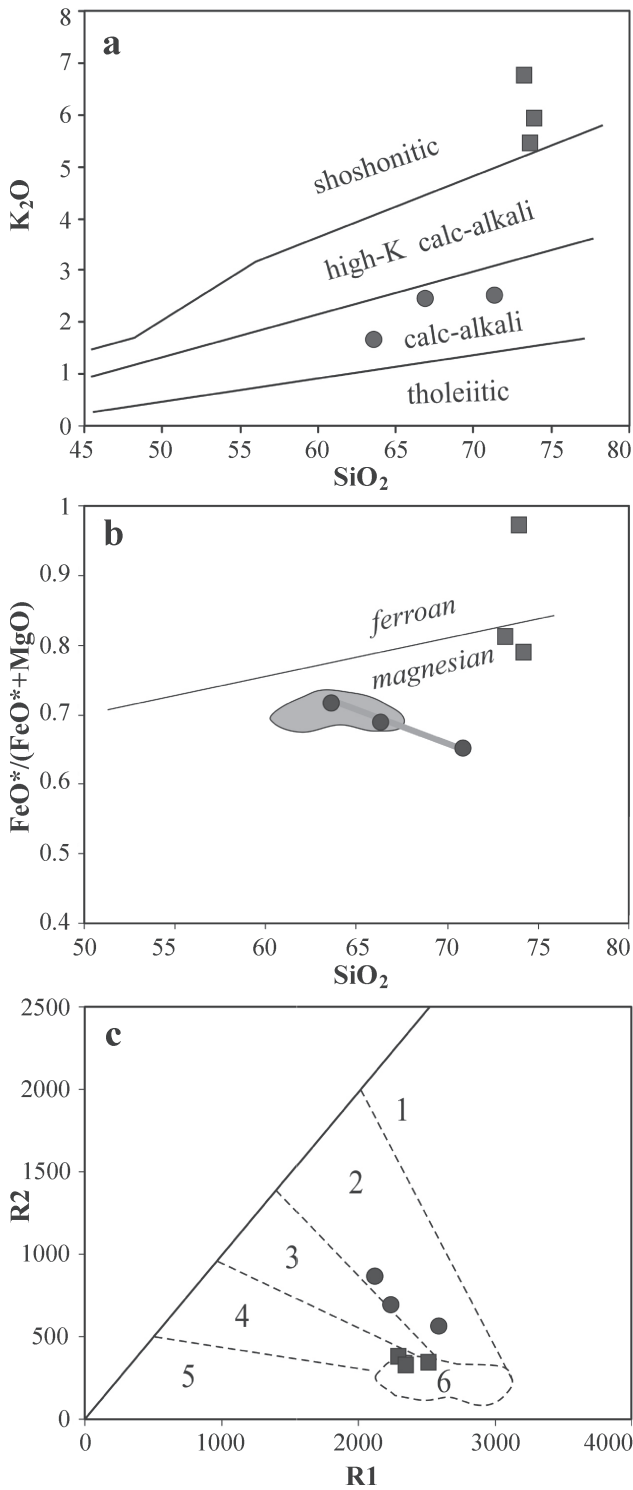 a
8
7
6
5
4
3
2
1
0
K₂O
shoshonitic
high-K calc-alkali
calc-alkali
tholeiitic
45 50 55 60 65 70 75 80
SiO₂
b
1
0.9
0.8
0.7
0.6
0.5
0.4
FeO*/(FeO*+MgO)
ferroan
magnesian
50 55 60 65 70 75 80
SiO₂
c
2500
2000
1500
1000
500
0
R2
1
2
3
4
5
6
0 1000 2000 3000 4000
R1